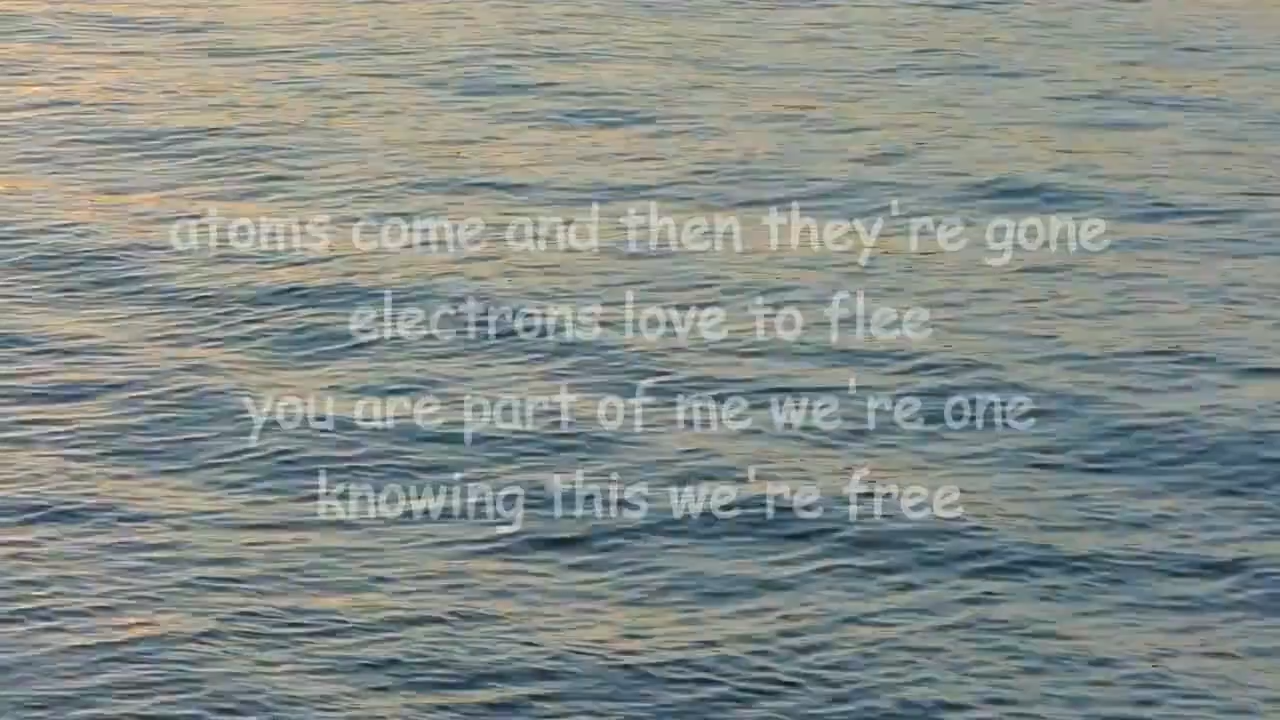 atoms come and then they're gone
electrons love to flee
you are part of me we're one
knowing this we're free